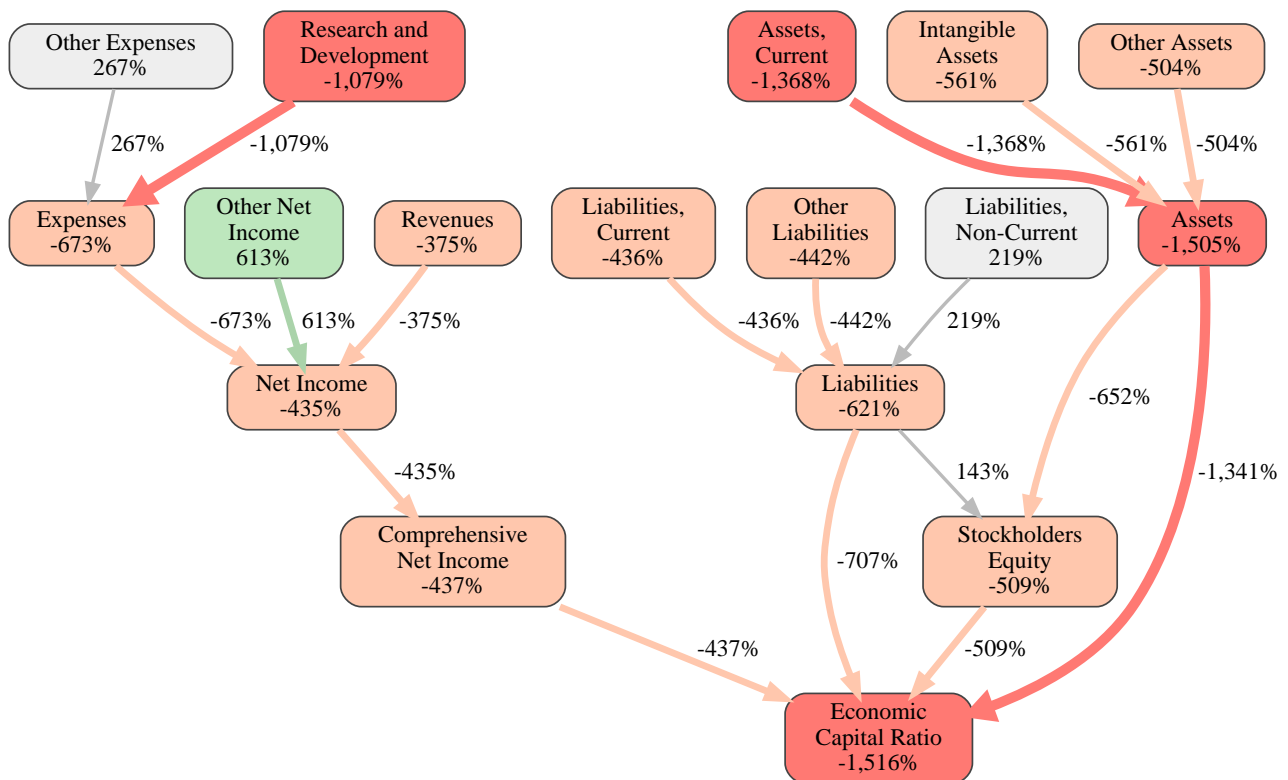 Other Expenses
267%
Research and
Development
-1,079%
Assets,
Current
-1,368%
Intangible
Assets
-561%
Other Assets
-504%
267%
-1,079%
-1,368%
-561%
-504%
Expenses
-673%
Other Net
Income
613%
Revenues
-375%
Liabilities,
Current
-436%
Other
Liabilities
-442%
Liabilities,
Non-Current
219%
Assets
-1,505%
-673%
613%
-375%
-436%
-442%
219%
Net Income
-435%
Liabilities
-621%
-652%
-435%
143%
-1,341%
Comprehensive
Net Income
-437%
-707%
Stockholders
Equity
-509%
-437%
-509%
Economic
Capital Ratio
-1,516%